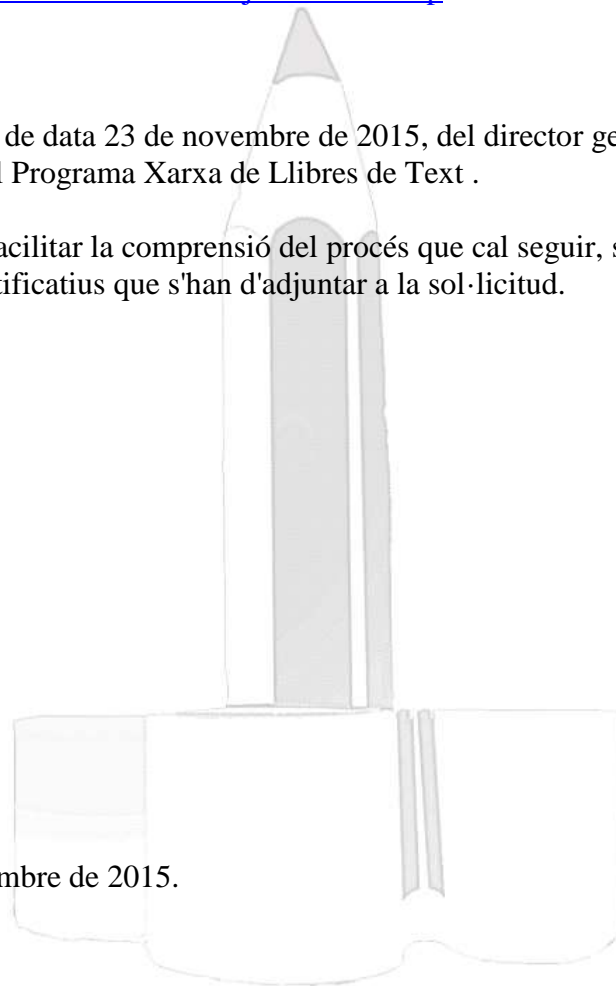 de data 23 de novembre de 2015, del director ge
l Programa Xarxa de Llibres de Text .
acilitar la comprensió del procés que cal seguir, s
tificatius que s'han d'adjuntar a la sol·licitud.
mbre de 2015.